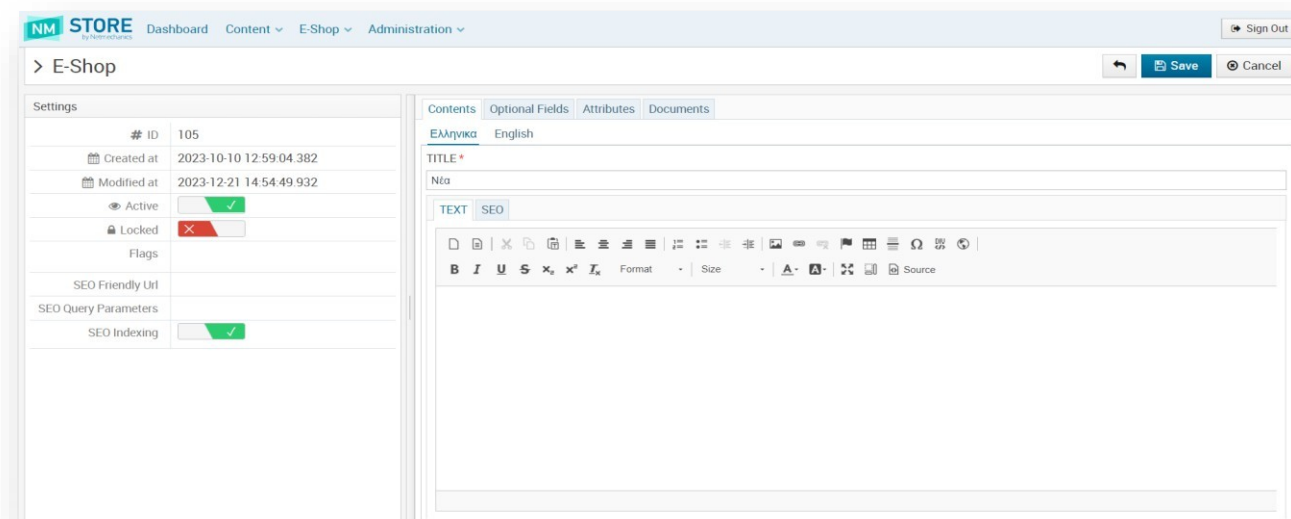 NM STORE by Netmechanics Dashboard Content E-Shop Administration Sign Out
> E-Shop Save Cancel
Settings
# ID 105
Created at 2023-10-10 12:59:04.382
Modified at 2023-12-21 14:54:49.932
Active
Locked
Flags
SEO Friendly Url
SEO Query Parameters
SEO Indexing
Contents Optional Fields Attributes Documents
Ελληνικα English
TITLE *
Νέα
TEXT SEO
B I U S x₂ x² Ix Format Size A A Source